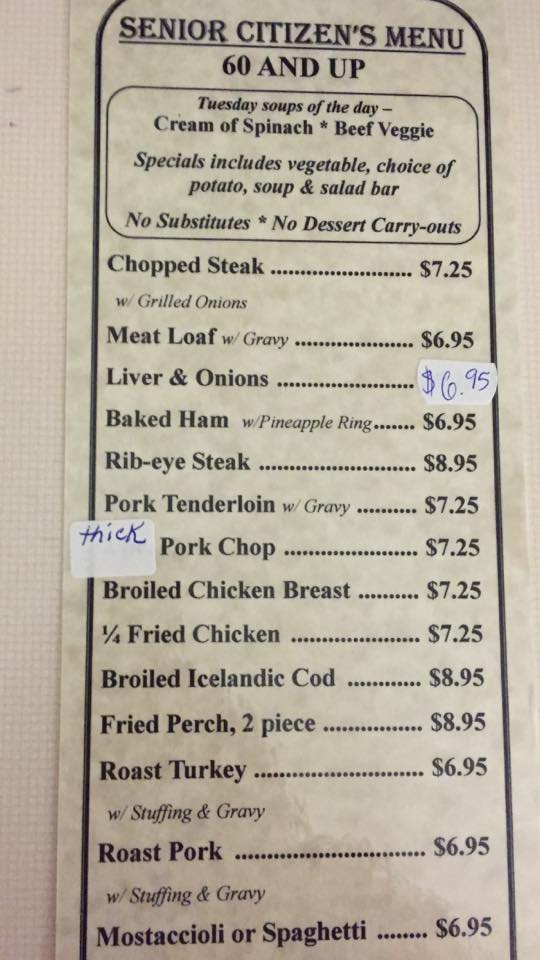 SENIOR CITIZEN'S MENU
60 AND UP
Tuesday soups of the day –
Cream of Spinach * Beef Veggie
Specials includes vegetable, choice of
potato, soup & salad bar
No Substitutes * No Dessert Carry-outs
Chopped Steak ........................... $7.25
w/ Grilled Onions
Meat Loaf w/ Gravy ....................... $6.95
Liver & Onions .......................... $6.95
Baked Ham w/Pineapple Ring....... $6.95
Rib-eye Steak .............................. $8.95
Pork Tenderloin w/ Gravy ........... $7.25
thick Pork Chop .......................... $7.25
Broiled Chicken Breast ........... $7.25
¼ Fried Chicken ........................ $7.25
Broiled Icelandic Cod ............. $8.95
Fried Perch, 2 piece ................... $8.95
Roast Turkey ................................ $6.95
w/ Stuffing & Gravy
Roast Pork .................................... $6.95
w/ Stuffing & Gravy
Mostaccioli or Spaghetti ......... $6.95